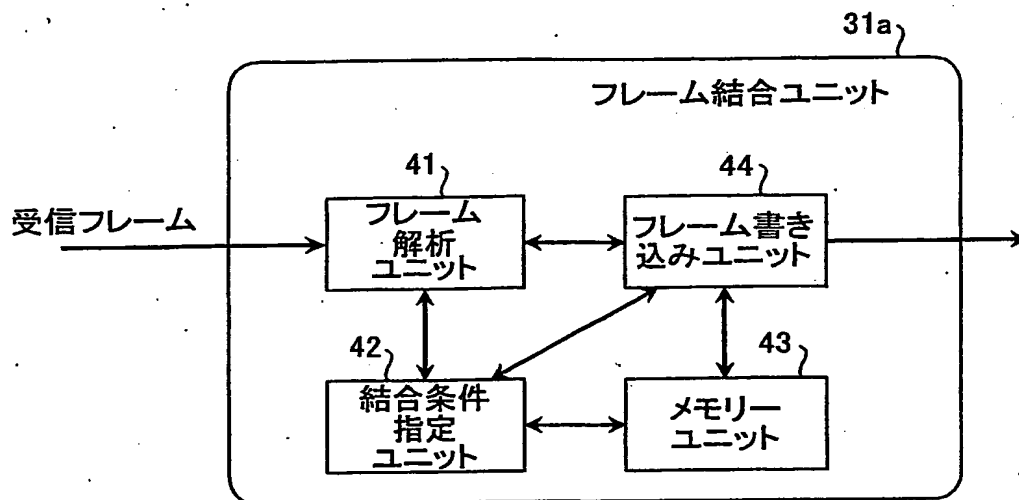 31a
フレーム結合ユニット
41
44
受信フレーム
フレーム
解析
ユニット
フレーム書き
込みユニット
42
43
結合条件
指定
ユニット
メモリー
ユニット